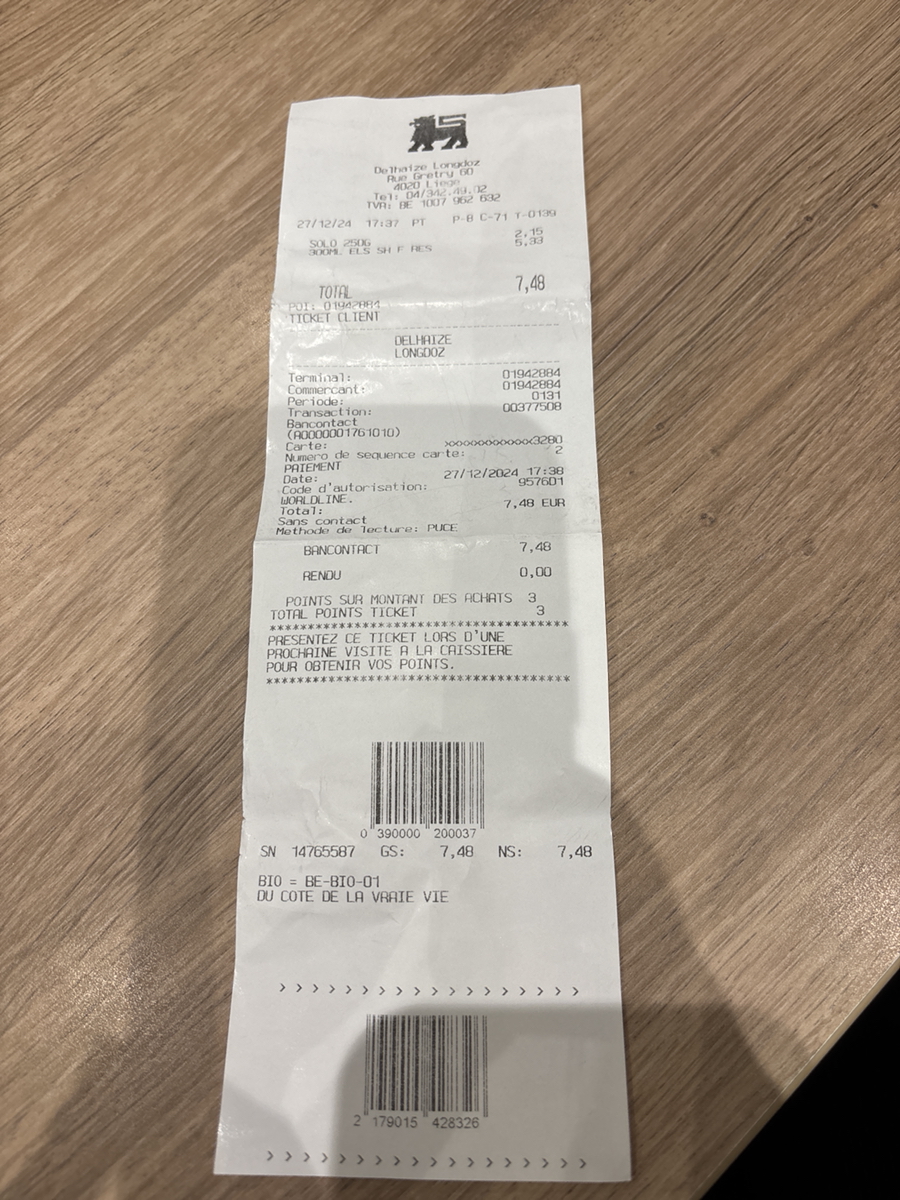 Delhaize Longdoz
Rue Gretry 60
4020 Liege
Tel: 04/342.49.02
TVA: BE 1007 962 632
27/12/24 17:37 PT P-8 C-71 T-0139
SOLO 250G 2,15
300ML ELS SH F RES 5,33
TOTAL 7,48
POI: 01942884
TICKET CLIENT
DELHAIZE
LONGDOZ
Terminal: 01942884
Commercant: 01942884
Periode: 0131
Transaction: 00377508
Bancontact
(A0000001761010)
Carte: xxxxxxxxxxxxx3280
Numero de sequence carte: 2
PAIEMENT
Date: 27/12/2024 17:38
Code d'autorisation: 9576D1
WORLDLINE.
Total: 7,48 EUR
Sans contact
Methode de lecture: PUCE
BANCONTACT 7,48
RENDU 0,00
POINTS SUR MONTANT DES ACHATS 3
TOTAL POINTS TICKET 3
************************************
PRESENTEZ CE TICKET LORS D'UNE
PROCHAINE VISITE A LA CAISSIERE
POUR OBTENIR VOS POINTS.
************************************
0 390000 200037
SN 14765587 GS: 7,48 NS: 7,48
BIO = BE-BIO-01
DU COTE DE LA VRAIE VIE
> > > > > > > > > > > > > > > > > > >
2 179015 428326
> > > > > > > > > > > > > > > > > > > >